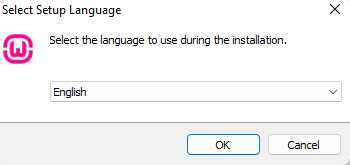 Select Setup Language
Select the language to use during the installation.
English
OK
Cancel